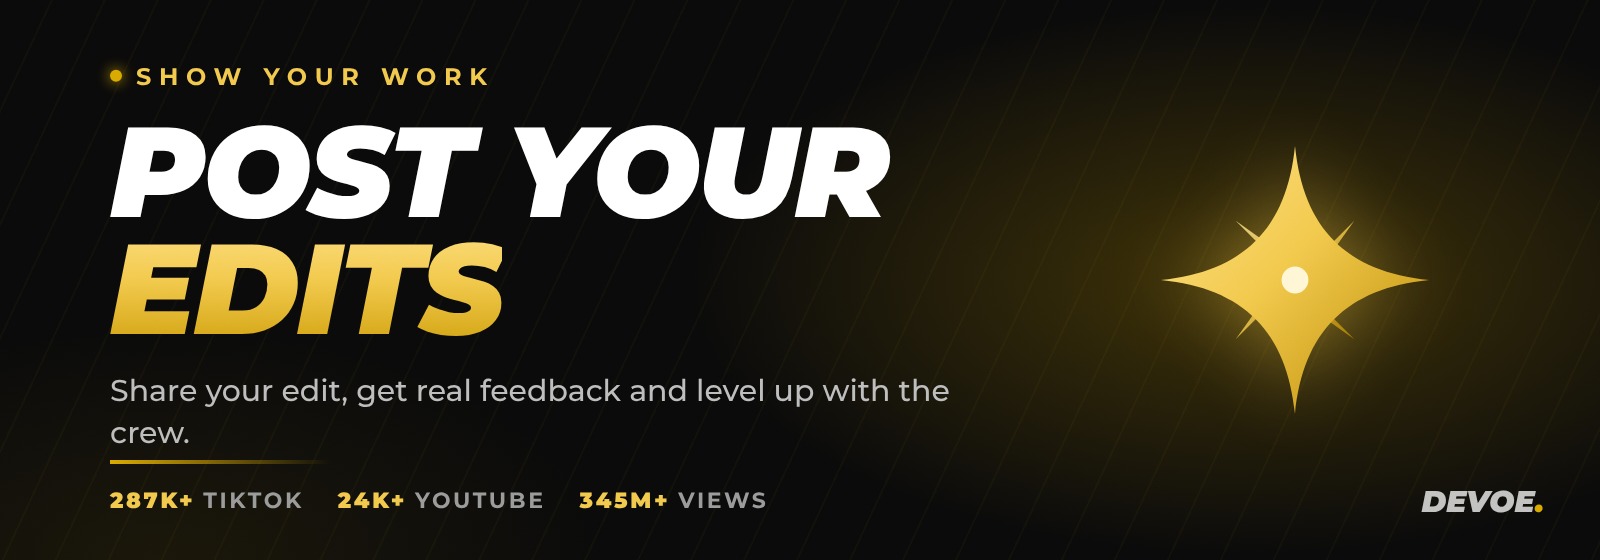 SHOW YOUR WORK
POST YOUR
EDITS
Share your edit, get real feedback and level up with the
crew.
287K+ TIKTOK 24K+ YOUTUBE 345M+ VIEWS
DEVOE.